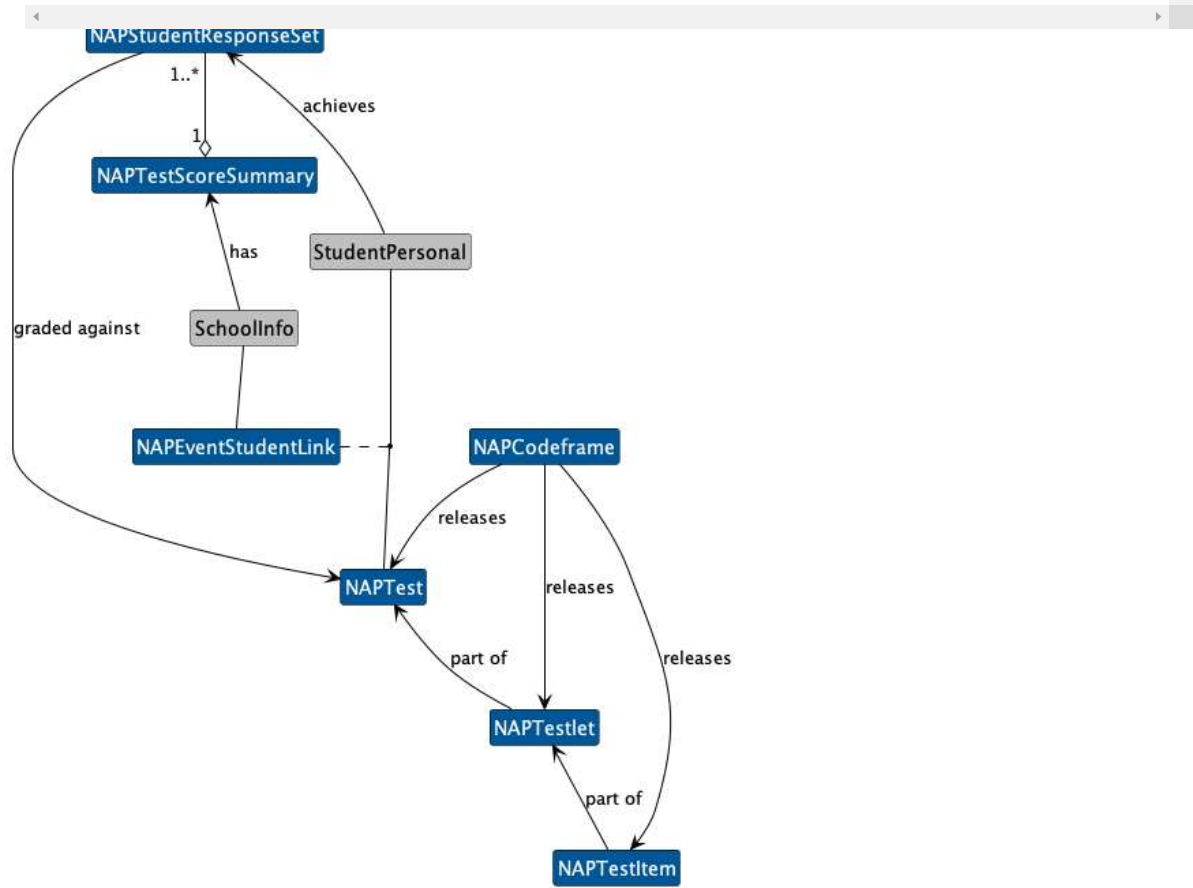 NAPStudentResponseSet
1..*
achieves
1
NAPTestScoreSummary
has
StudentPersonal
graded against
SchoolInfo
NAPEventStudentLink
NAPCodeframe
releases
NAPTest
releases
part of
releases
NAPTestlet
part of
NAPTestItem